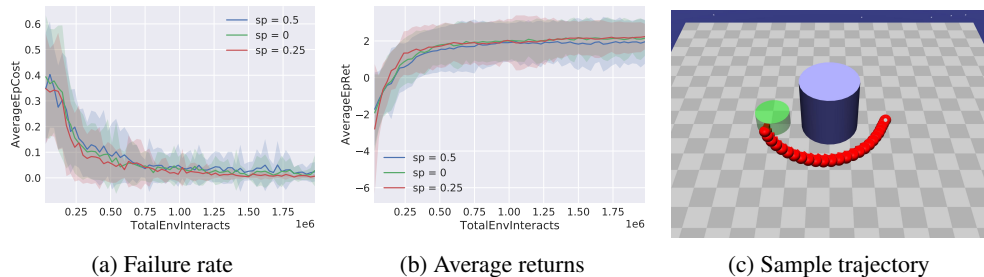 sp = 0.5
sp = 0
sp = 0.25
AverageEpCost
0.6
0.5
0.4
0.3
0.2
0.1
0.0
0.25 0.50 0.75 1.00 1.25 1.50 1.75
TotalEnvInteracts 1e6
(a) Failure rate
AverageEpRet
2
0
−2
−4
−6
sp = 0.5
sp = 0
sp = 0.25
0.25 0.50 0.75 1.00 1.25 1.50 1.75
TotalEnvInteracts 1e6
(b) Average returns
(c) Sample trajectory